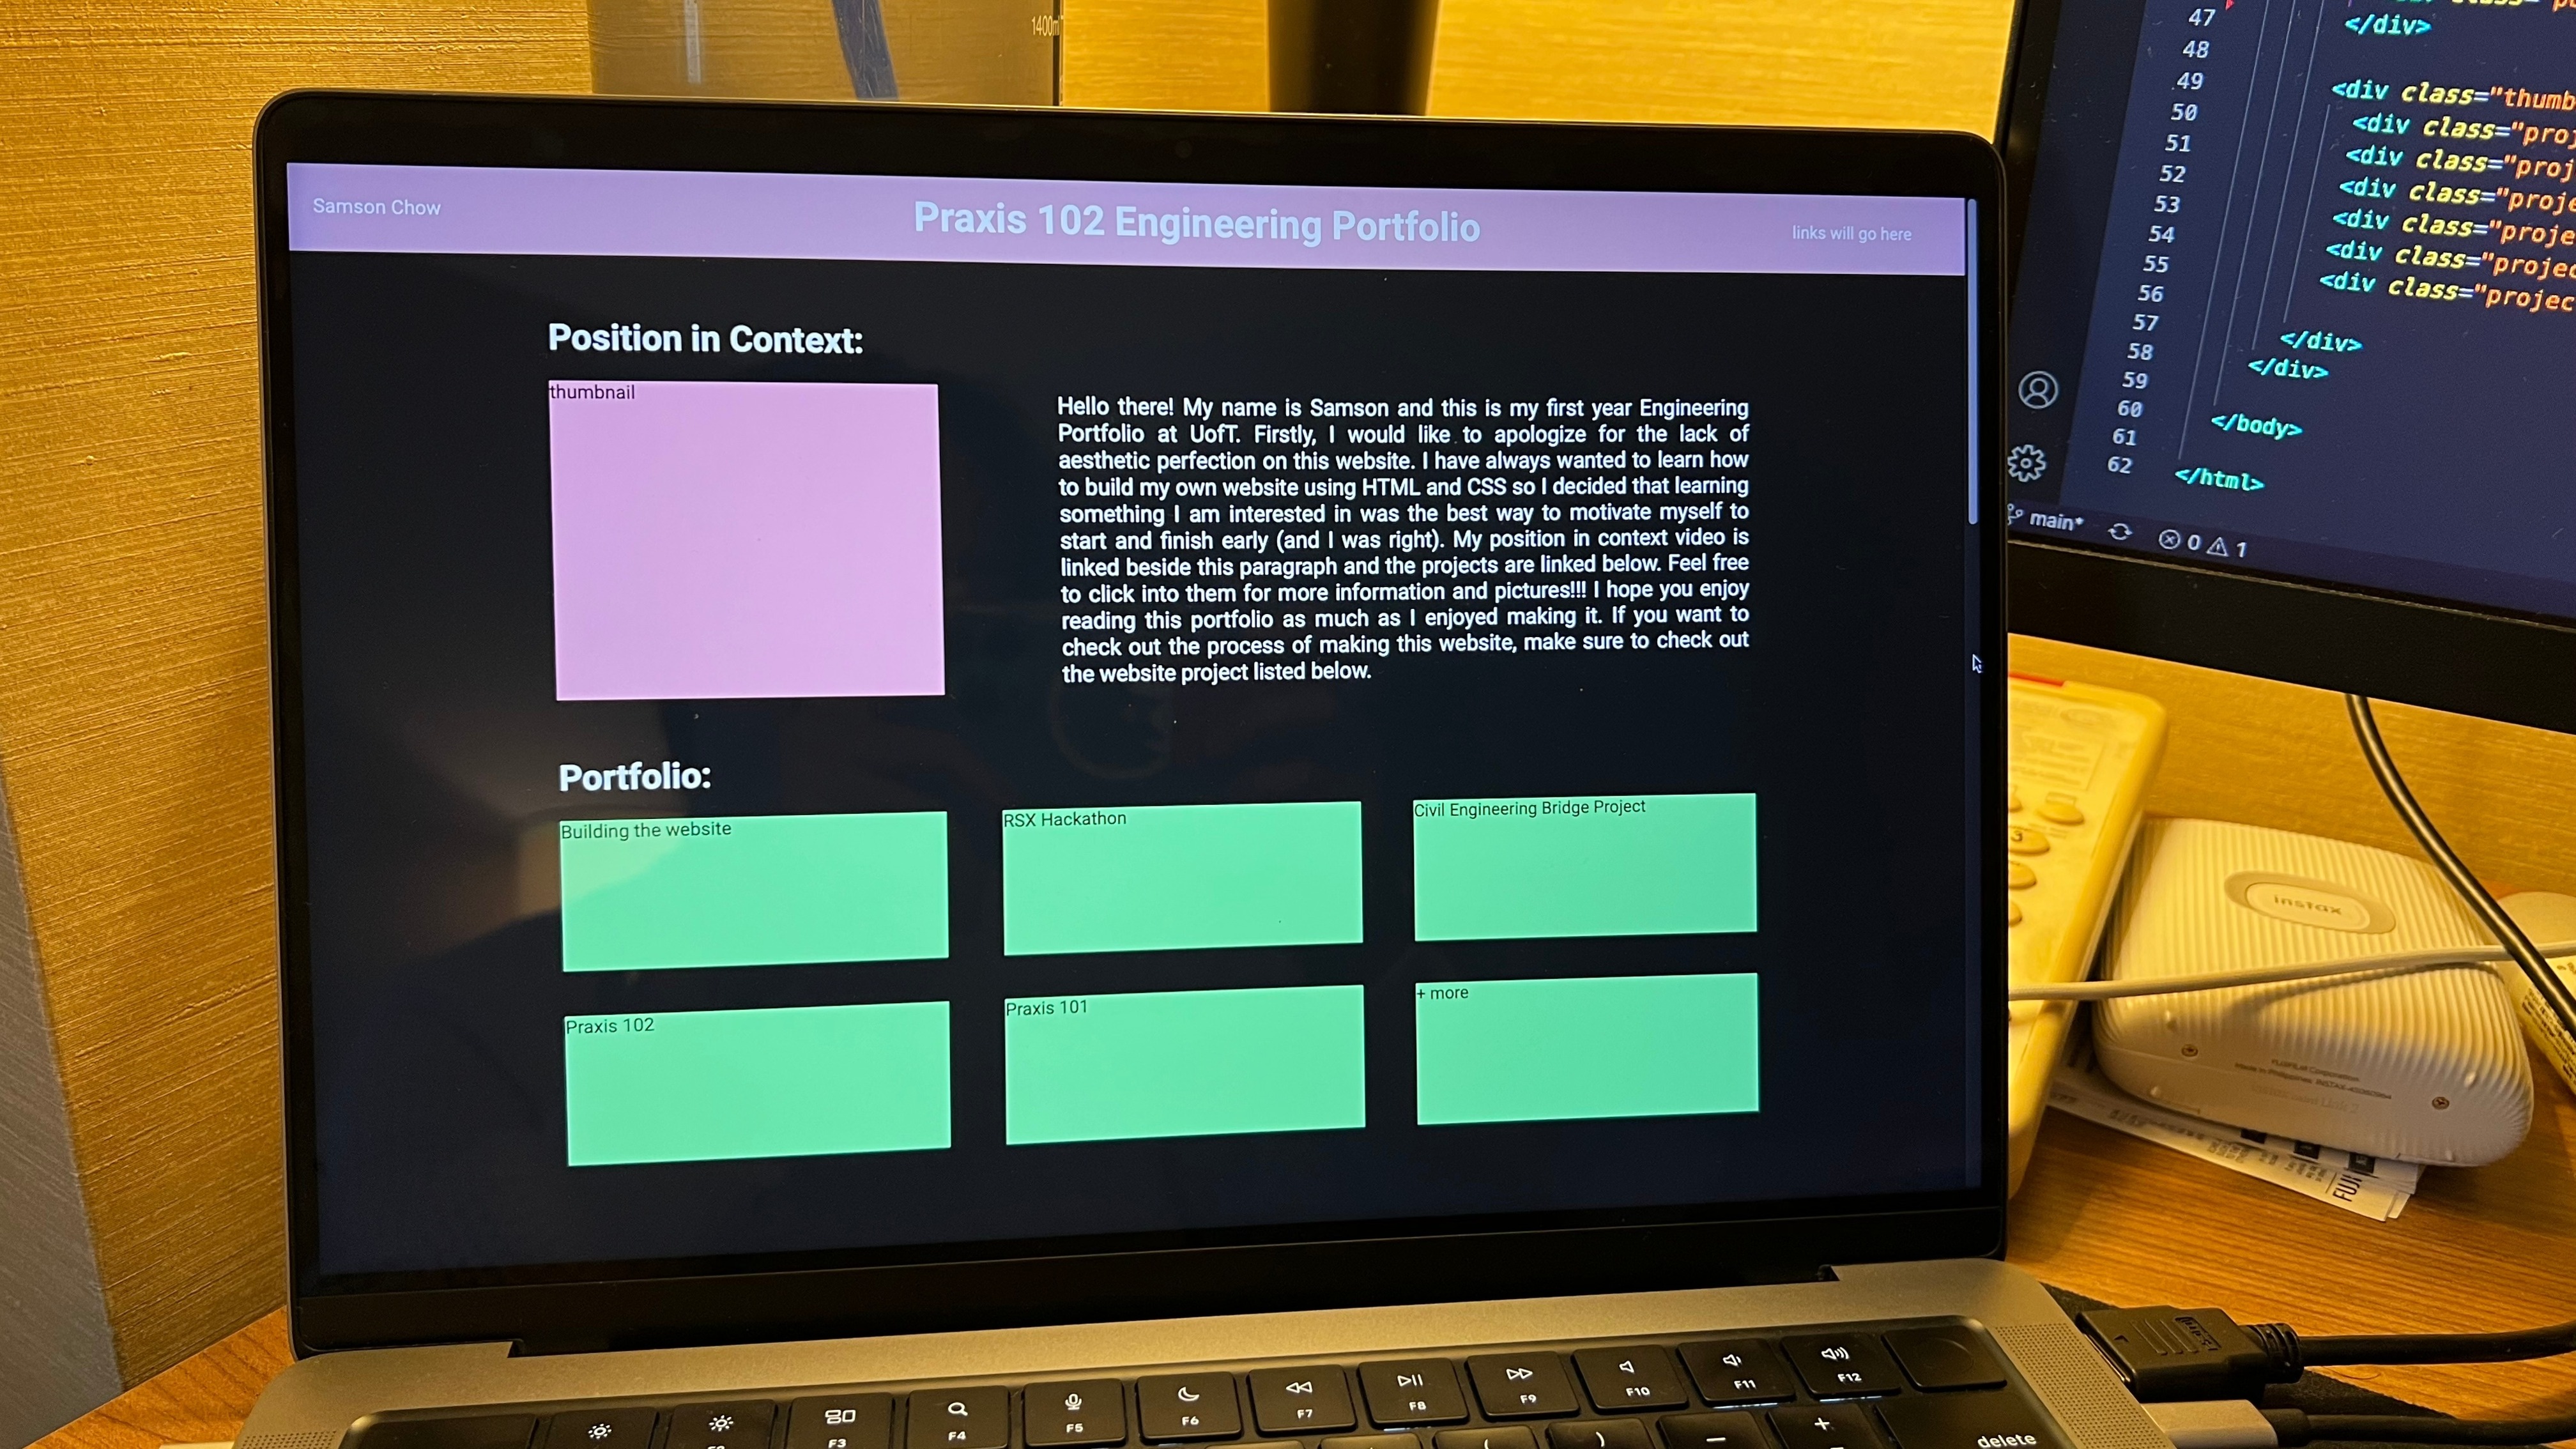 1400ml
Samson Chow
Praxis 102 Engineering Portfolio
links will go here
Position in Context:
thumbnail
Hello there! My name is Samson and this is my first year Engineering
Portfolio at UofT. Firstly, I would like to apologize for the lack of
aesthetic perfection on this website. I have always wanted to learn how
to build my own website using HTML and CSS so I decided that learning
something I am interested in was the best way to motivate myself to
start and finish early (and I was right). My position in context video is
linked beside this paragraph and the projects are linked below. Feel free
to click into them for more information and pictures!!! I hope you enjoy
reading this portfolio as much as I enjoyed making it. If you want to
check out the process of making this website, make sure to check out
the website project listed below.
Portfolio:
Building the website
RSX Hackathon
Civil Engineering Bridge Project
Praxis 102
Praxis 101
+ more
47 </div>
48
49 <div class="thumb
50 <div class="proj
51 <div class="proj
52 <div class="proje
53 <div class="proje
54 <div class="projec
55 <div class="projec
56
57 </div>
58 </div>
59
60 </body>
61
62 </html>
main* 0 1
3
instax
FUJIFILM Corporation
FUJI
F3
F4
F5
F6
F7
F8
F9
F10
F11
F12
delete